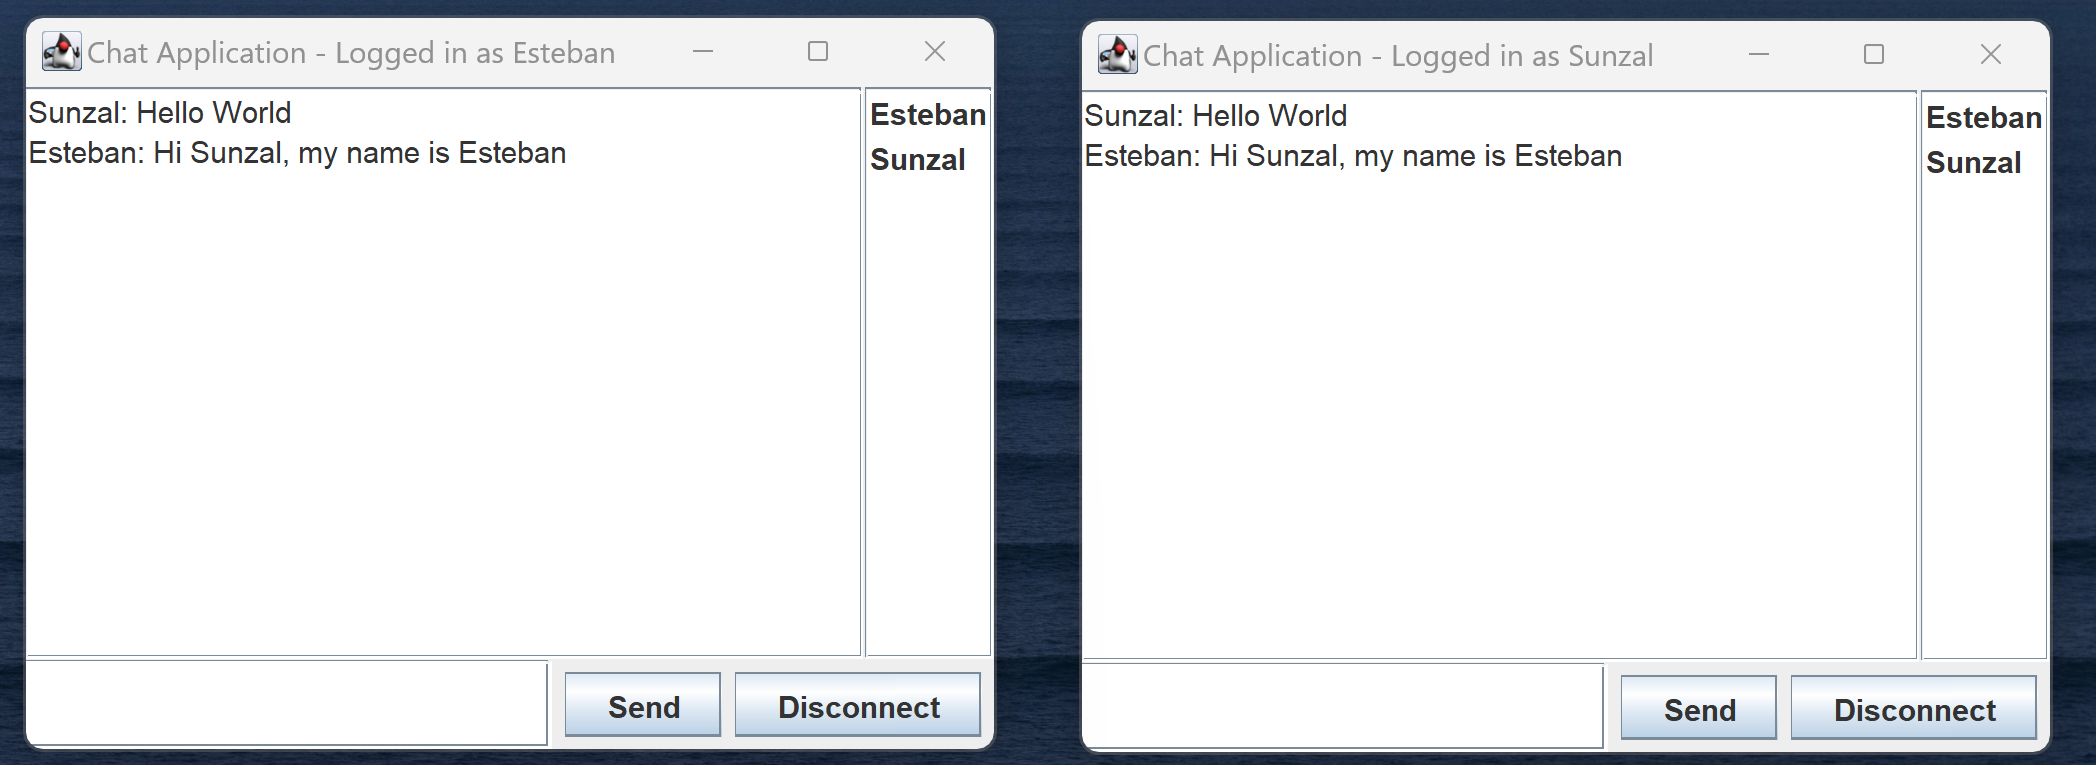 Chat Application - Logged in as Esteban
Sunzal: Hello World
Esteban: Hi Sunzal, my name is Esteban
Esteban
Sunzal
Send
Disconnect
Chat Application - Logged in as Sunzal
Sunzal: Hello World
Esteban: Hi Sunzal, my name is Esteban
Esteban
Sunzal
Send
Disconnect